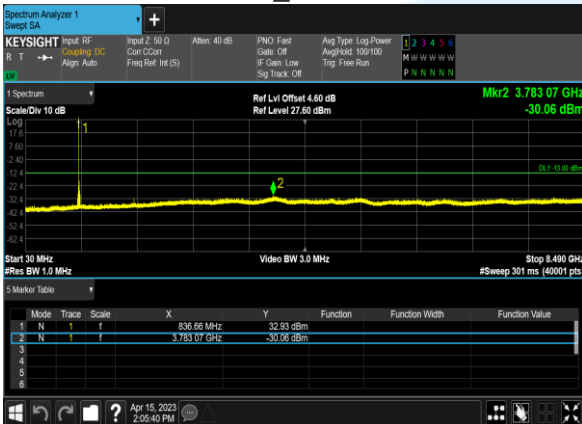 Spectrum Analyzer 1
Swept SA
+
KEYSIGHT Input: RF Input Z: 50 Ω Atten: 40 dB PNO: Fast Avg Type: Log-Power 1 2 3 4 5 6
R T Coupling: DC Corr CCorr Gate: Off Avg|Hold: 100/100 M W W W W W
Align: Auto Freq Ref: Int (S) IF Gain: Low Trig: Free Run
LXI Sig Track: Off P N N N N N
1 Spectrum Mkr2 3.783 07 GHz
Ref Lvl Offset 4.60 dB
Scale/Div 10 dB Ref Level 27.60 dBm -30.06 dBm
Log
17.6 1
7.60
-2.40
-12.4 DL1 -13.00 dBm
-22.4 2
-32.4
-42.4
-52.4
-62.4
Start 30 MHz Video BW 3.0 MHz Stop 8.490 GHz
#Res BW 1.0 MHz #Sweep 301 ms (40001 pts)
5 Marker Table
Mode Trace Scale X Y Function Function Width Function Value
1 N 1 f 836.66 MHz 32.93 dBm
2 N 1 f 3.783 07 GHz -30.06 dBm
3
4
5
6
? Apr 15, 2023
2:05:40 PM